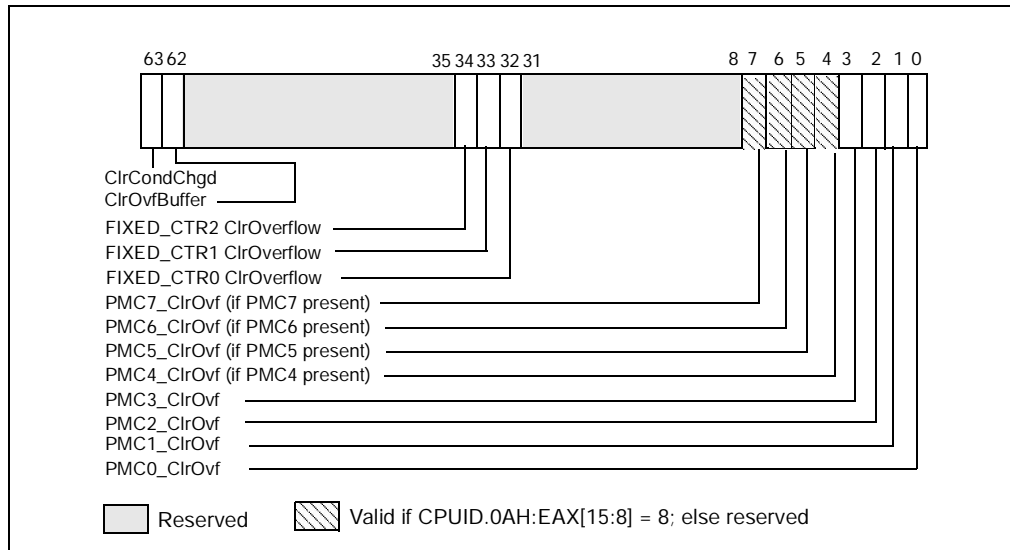 63 62 35 34 33 32 31 8 7 6 5 4 3 2 1 0
ClrCondChgd
ClrOvfBuffer
FIXED_CTR2 ClrOverflow
FIXED_CTR1 ClrOverflow
FIXED_CTR0 ClrOverflow
PMC7_ClrOvf (if PMC7 present)
PMC6_ClrOvf (if PMC6 present)
PMC5_ClrOvf (if PMC5 present)
PMC4_ClrOvf (if PMC4 present)
PMC3_ClrOvf
PMC2_ClrOvf
PMC1_ClrOvf
PMC0_ClrOvf
Reserved Valid if CPUID.0AH:EAX[15:8] = 8; else reserved